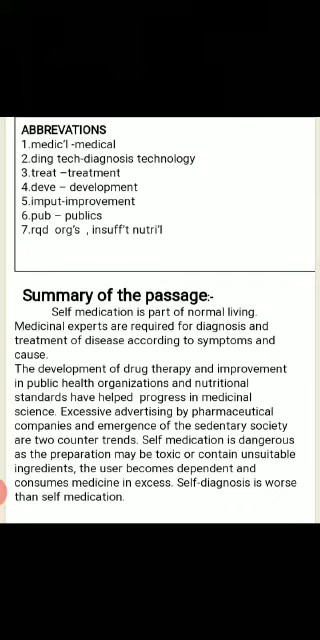 ABBREVATIONS
1.medic'l -medical
2.ding tech-diagnosis technology
3.treat –treatment
4.deve – development
5.imput-improvement
6.pub – publics
7.rqd org's , insuff't nutri'l
Summary of the passage:-
Self medication is part of normal living.
Medicinal experts are required for diagnosis and
treatment of disease according to symptoms and
cause.
The development of drug therapy and improvement
in public health organizations and nutritional
standards have helped progress in medicinal
science. Excessive advertising by pharmaceutical
companies and emergence of the sedentary society
are two counter trends. Self medication is dangerous
as the preparation may be toxic or contain unsuitable
ingredients, the user becomes dependent and
consumes medicine in excess. Self-diagnosis is worse
than self medication.